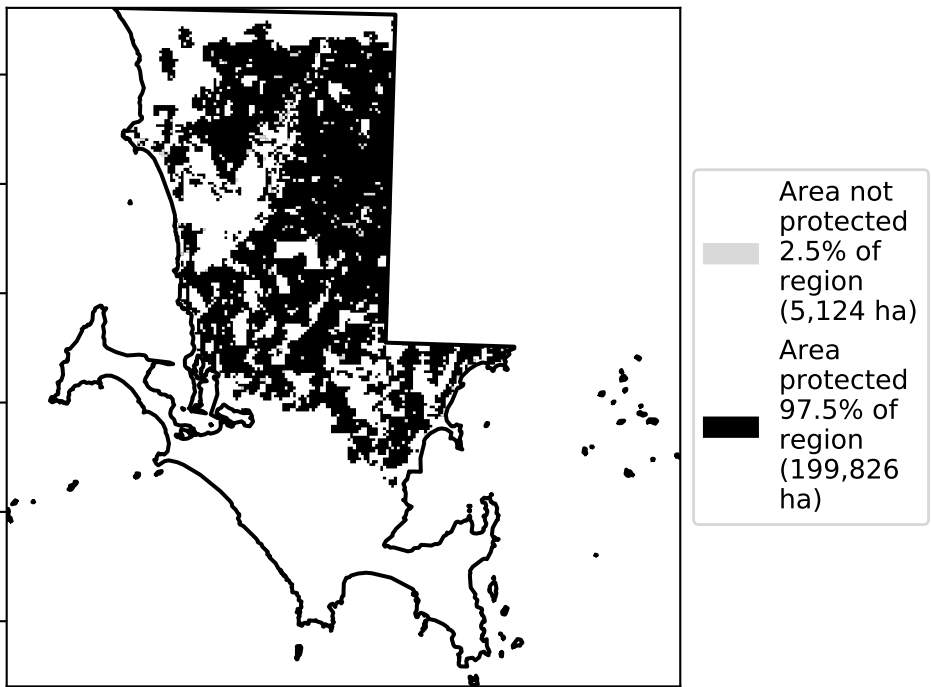 Area not
protected
2.5% of
region
(5,124 ha)
Area
protected
97.5% of
region
(199,826
ha)